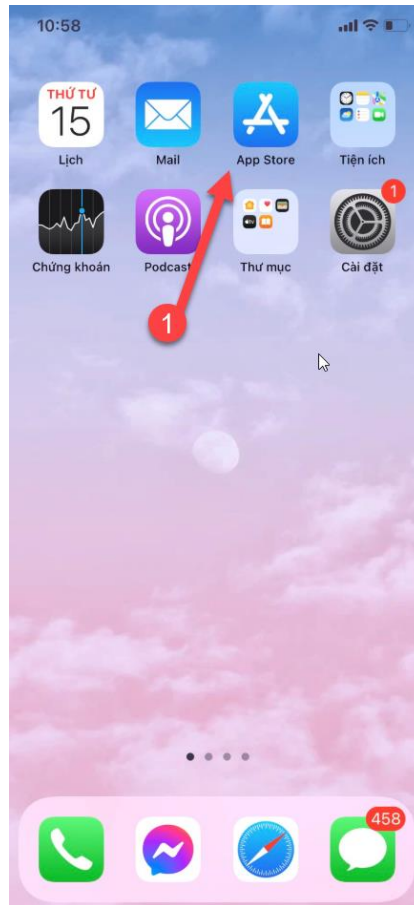 10:58
THỨ TƯ
15
Lịch
Mail
App Store
Tiện ích
1
Chứng khoán
Podcast
Thư mục
Cài đặt
1
458